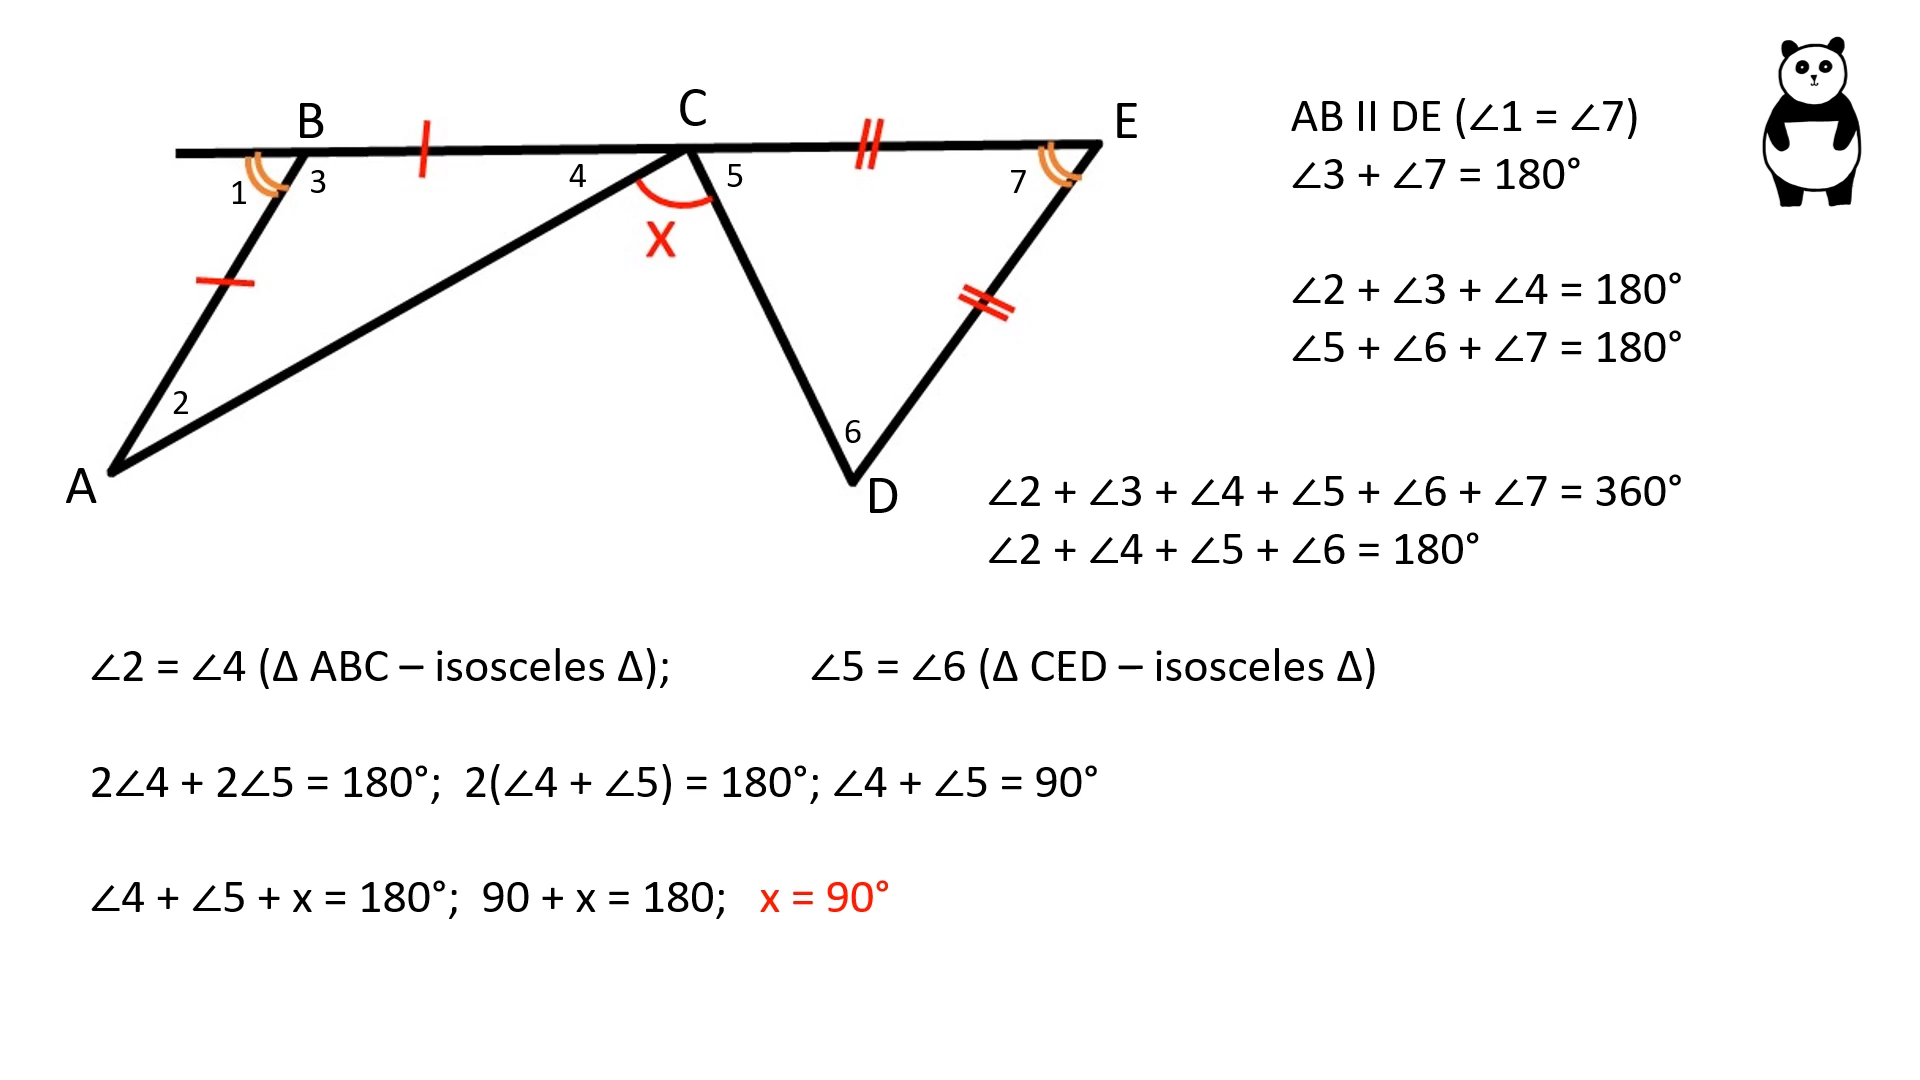 B
C
E
1
3
4
5
7
x
2
6
A
D
AB II DE (∠1 = ∠7)
∠3 + ∠7 = 180°
∠2 + ∠3 + ∠4 = 180°
∠5 + ∠6 + ∠7 = 180°
∠2 + ∠3 + ∠4 + ∠5 + ∠6 + ∠7 = 360°
∠2 + ∠4 + ∠5 + ∠6 = 180°
∠2 = ∠4 (Δ ABC – isosceles Δ); ∠5 = ∠6 (Δ CED – isosceles Δ)
2∠4 + 2∠5 = 180°; 2(∠4 + ∠5) = 180°; ∠4 + ∠5 = 90°
∠4 + ∠5 + x = 180°; 90 + x = 180; x = 90°